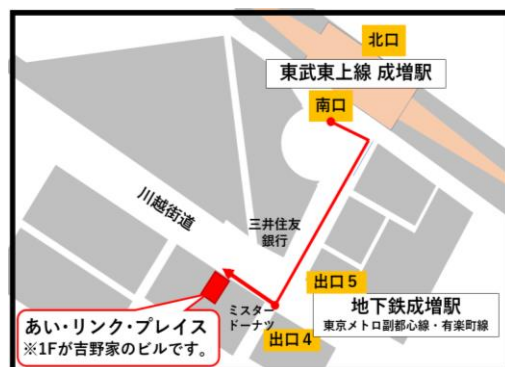 北口
東武東上線 成増駅
南口
川越街道
三井住友
銀行
出口５
地下鉄成増駅
東京メトロ副都心線・有楽町線
ミスター
ドーナツ
出口４
あい・リンク・プレイス
※1Fが吉野家のビルです。